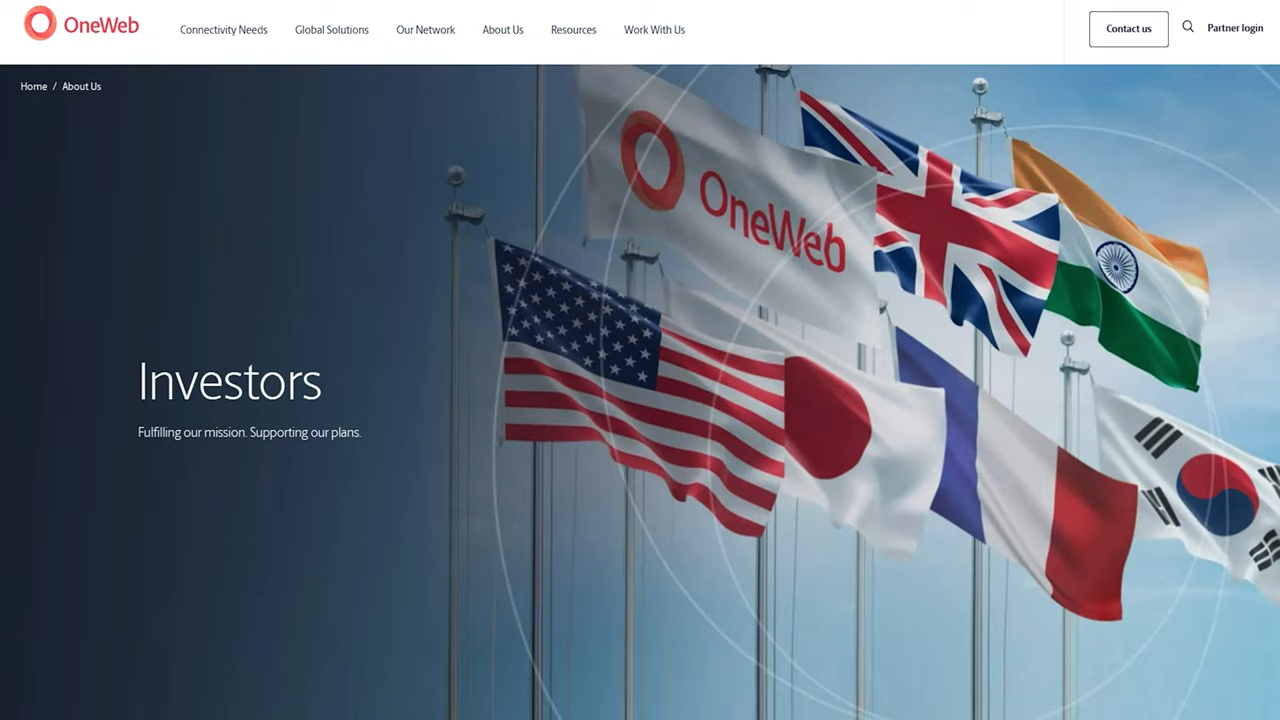 OneWeb
Connectivity Needs
Global Solutions
Our Network
About Us
Resources
Work With Us
Contact us
Partner login
Home / About Us
OneWeb
Investors
Fulfilling our mission. Supporting our plans.